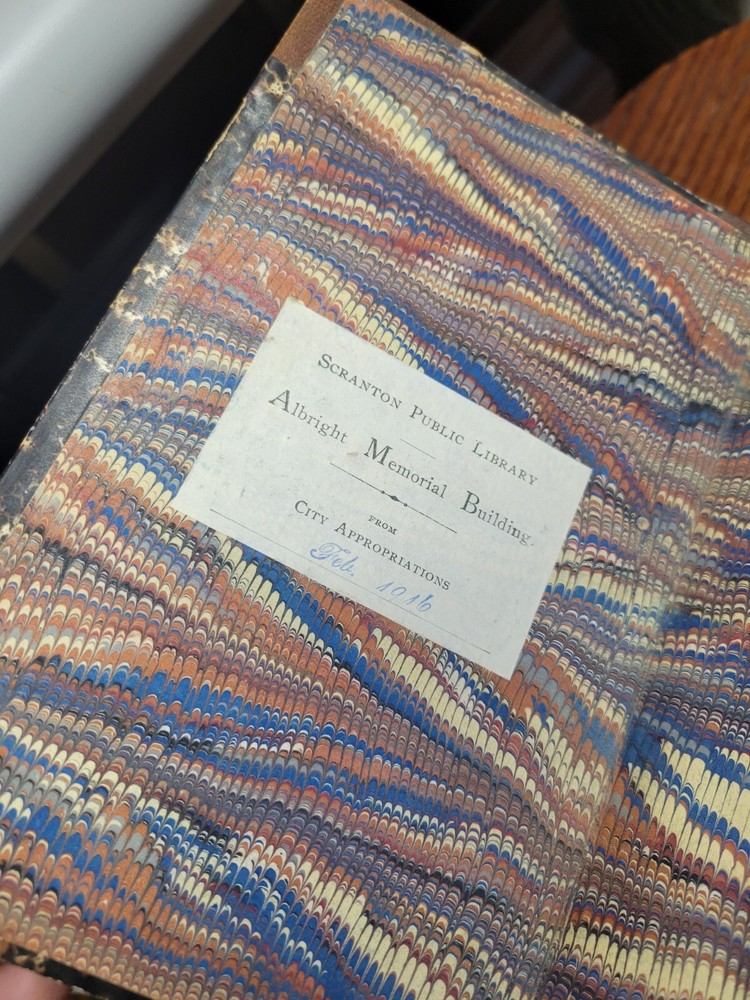 Scranton Public Library
Albright Memorial Building.
FROM
City Appropriations
Feb. 1916